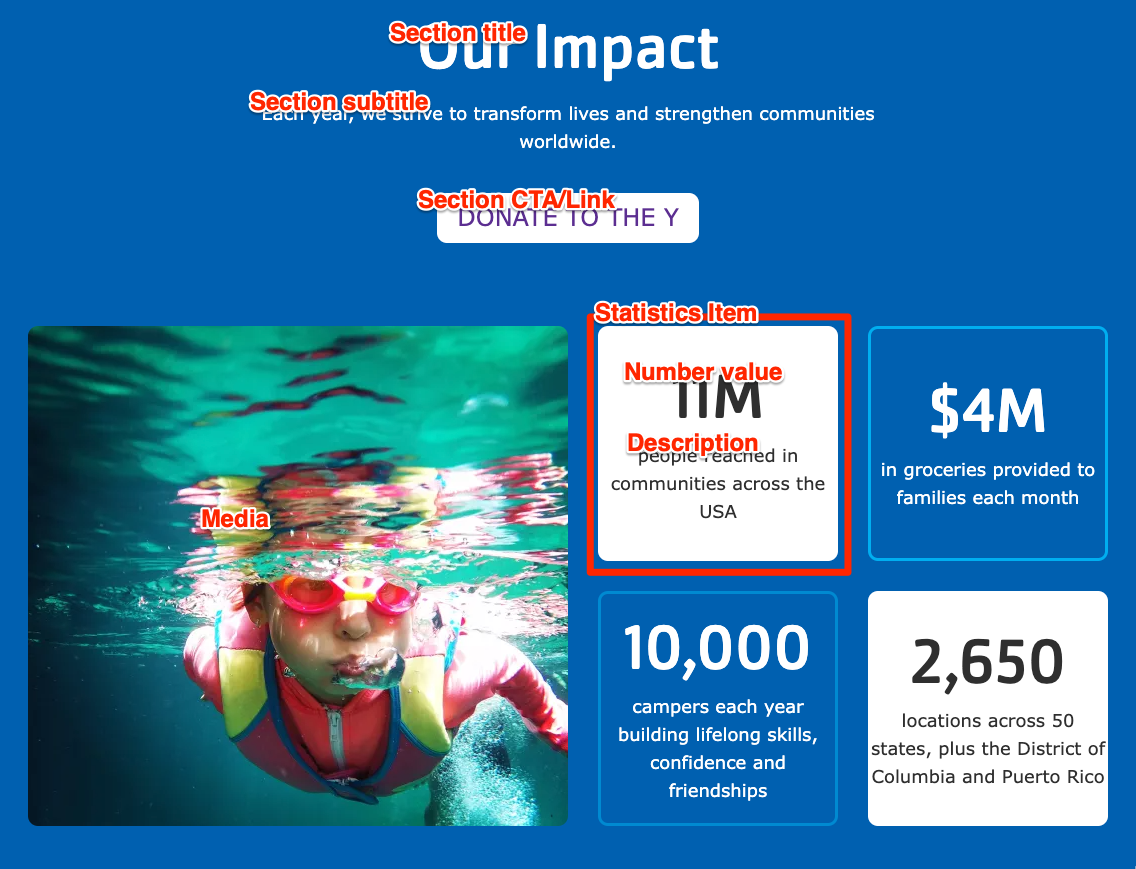 Section title
Our Impact
Section subtitle
Each year, we strive to transform lives and strengthen communities
worldwide.
Section CTA/Link
DONATE TO THE Y
Statistics Item
Number value
11M
Description
people reached in
communities across the
USA
$4M
in groceries provided to
families each month
Media
10,000
campers each year
building lifelong skills,
confidence and
friendships
2,650
locations across 50
states, plus the District of
Columbia and Puerto Rico